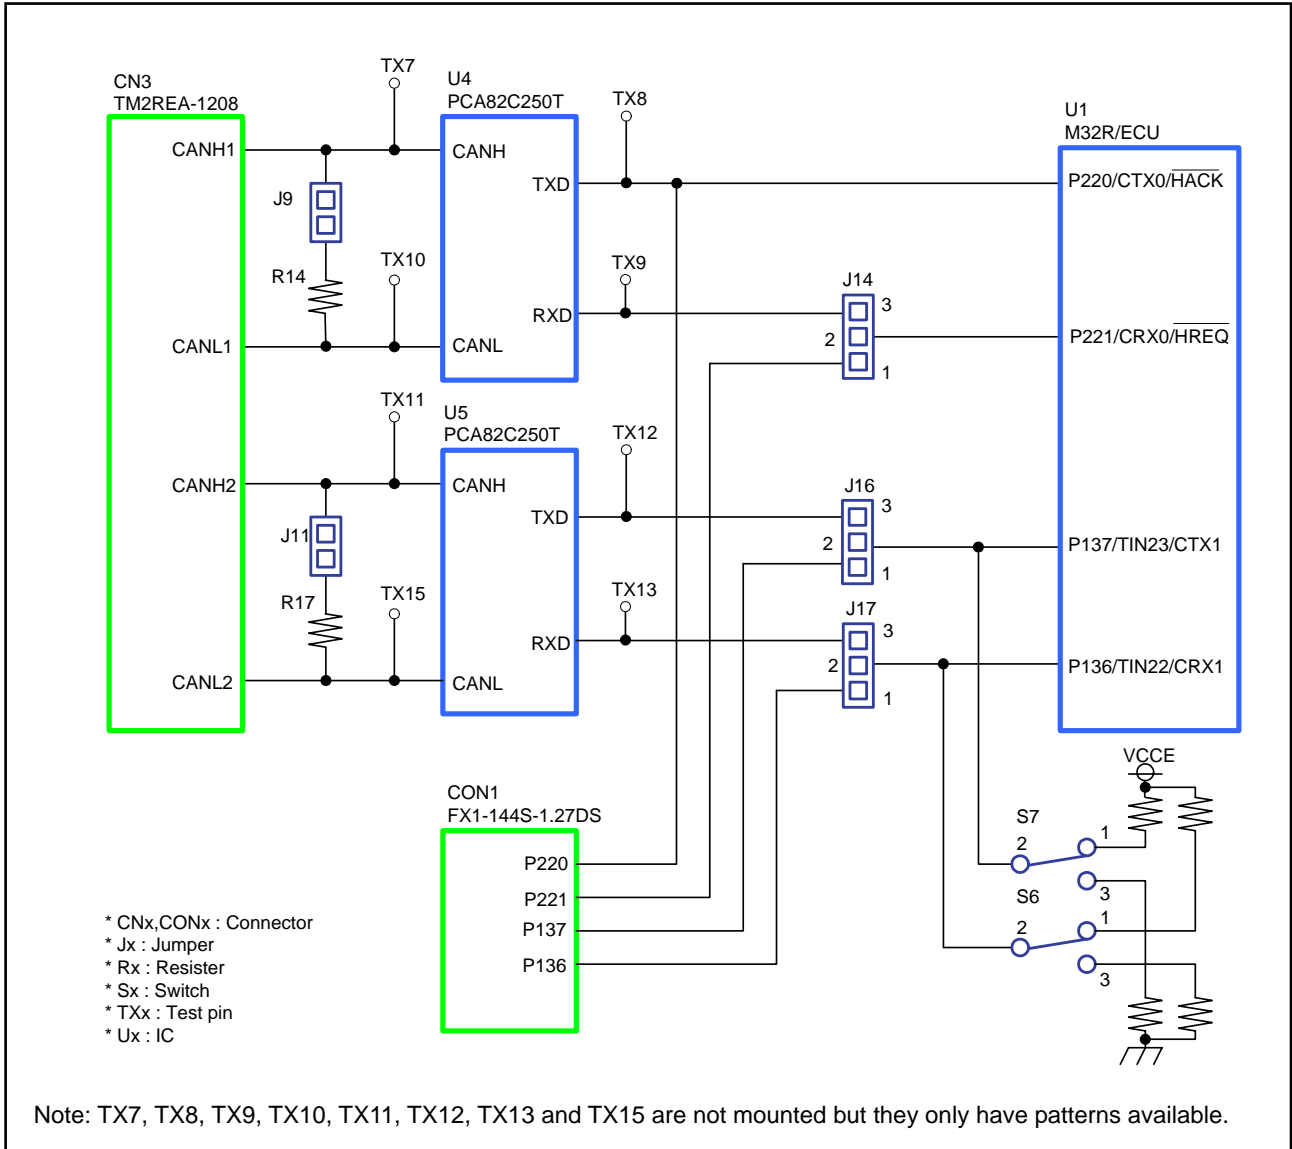 CN3
TM2REA-1208
CANH1
CANL1
CANH2
CANL2
TX7
J9
R14
TX10
TX11
J11
R17
TX15
U4
PCA82C250T
CANH
TXD
RXD
CANL
U5
PCA82C250T
CANH
TXD
RXD
CANL
TX8
TX9
TX12
TX13
J14
3
2
1
J16
3
2
1
J17
3
2
1
U1
M32R/ECU
P220/CTX0/HACK
P221/CRX0/HREQ
P137/TIN23/CTX1
P136/TIN22/CRX1
VCCE
S7
2
1
3
S6
2
1
3
CON1
FX1-144S-1.27DS
P220
P221
P137
P136
* CNx,CONx : Connector
* Jx : Jumper
* Rx : Resister
* Sx : Switch
* TXx : Test pin
* Ux : IC
Note: TX7, TX8, TX9, TX10, TX11, TX12, TX13 and TX15 are not mounted but they only have patterns available.